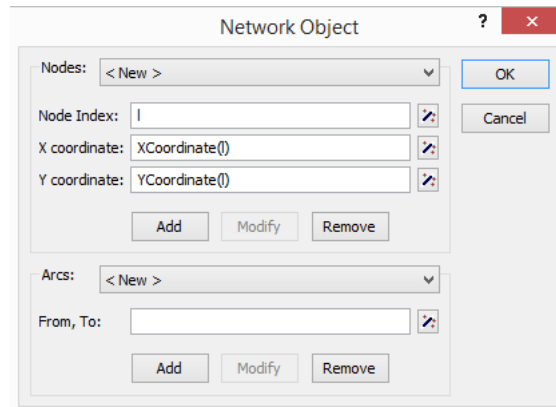 Network Object
?
Nodes: < New >
OK
Node Index: l
Cancel
X coordinate: XCoordinate(l)
Y coordinate: YCoordinate(l)
Add Modify Remove
Arcs: < New >
From, To:
Add Modify Remove